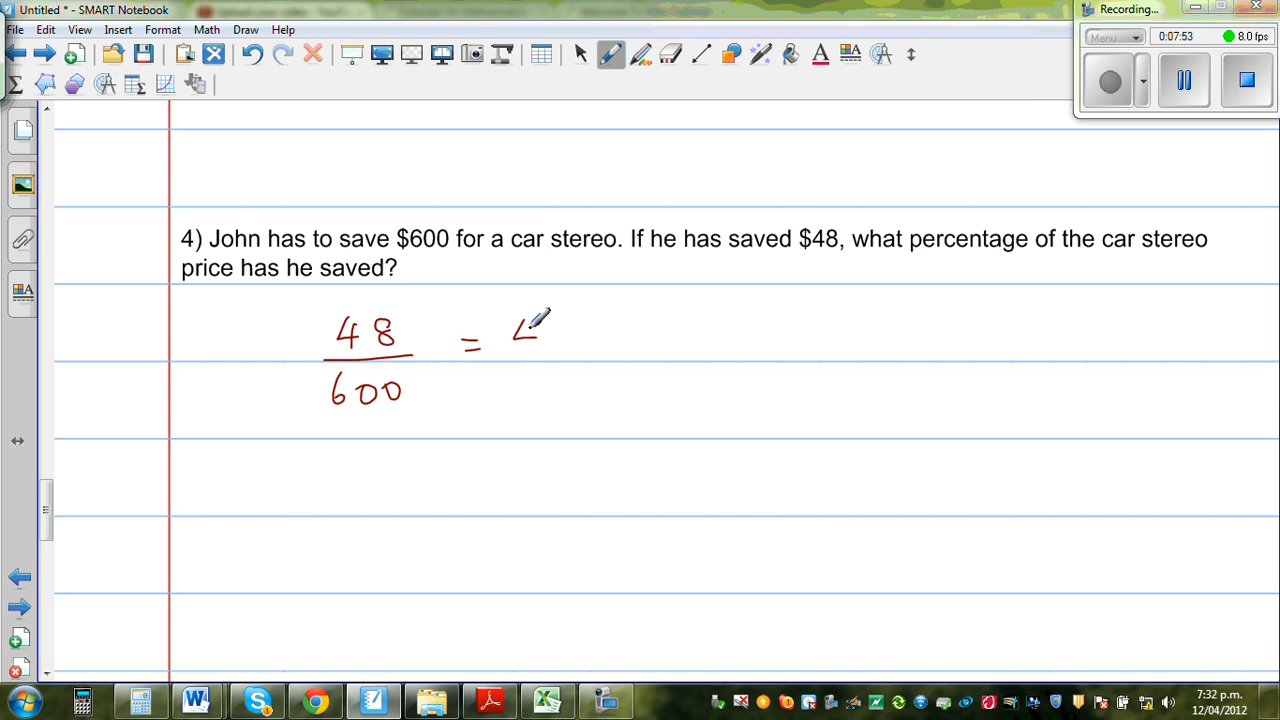 Untitled * - SMART Notebook
File Edit View Insert Format Math Draw Help
Recording...
Menu 0:07:53 8.0 fps
4) John has to save $600 for a car stereo. If he has saved $48, what percentage of the car stereo
price has he saved?
48
=
600
7:32 p.m.
12/04/2012